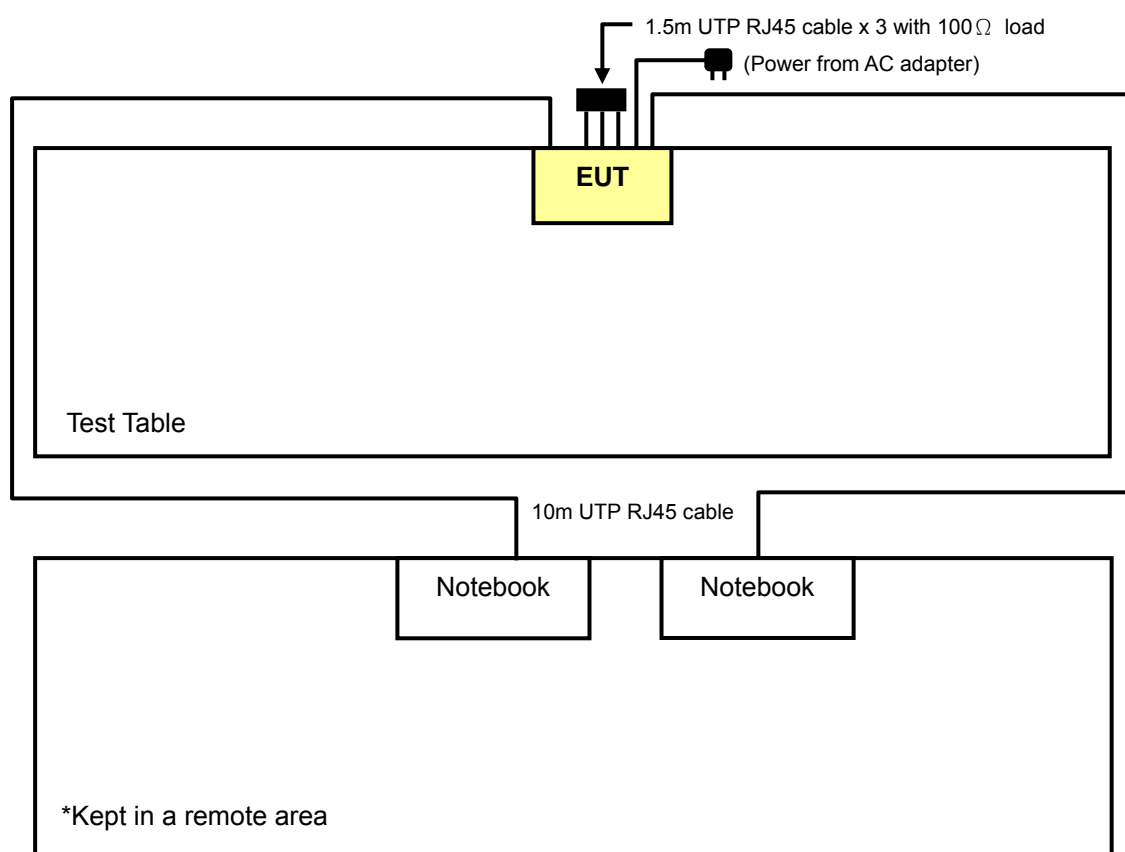 1.5m UTP RJ45 cable x 3 with 100Ω load
(Power from AC adapter)
EUT
Test Table
10m UTP RJ45 cable
Notebook
Notebook
*Kept in a remote area